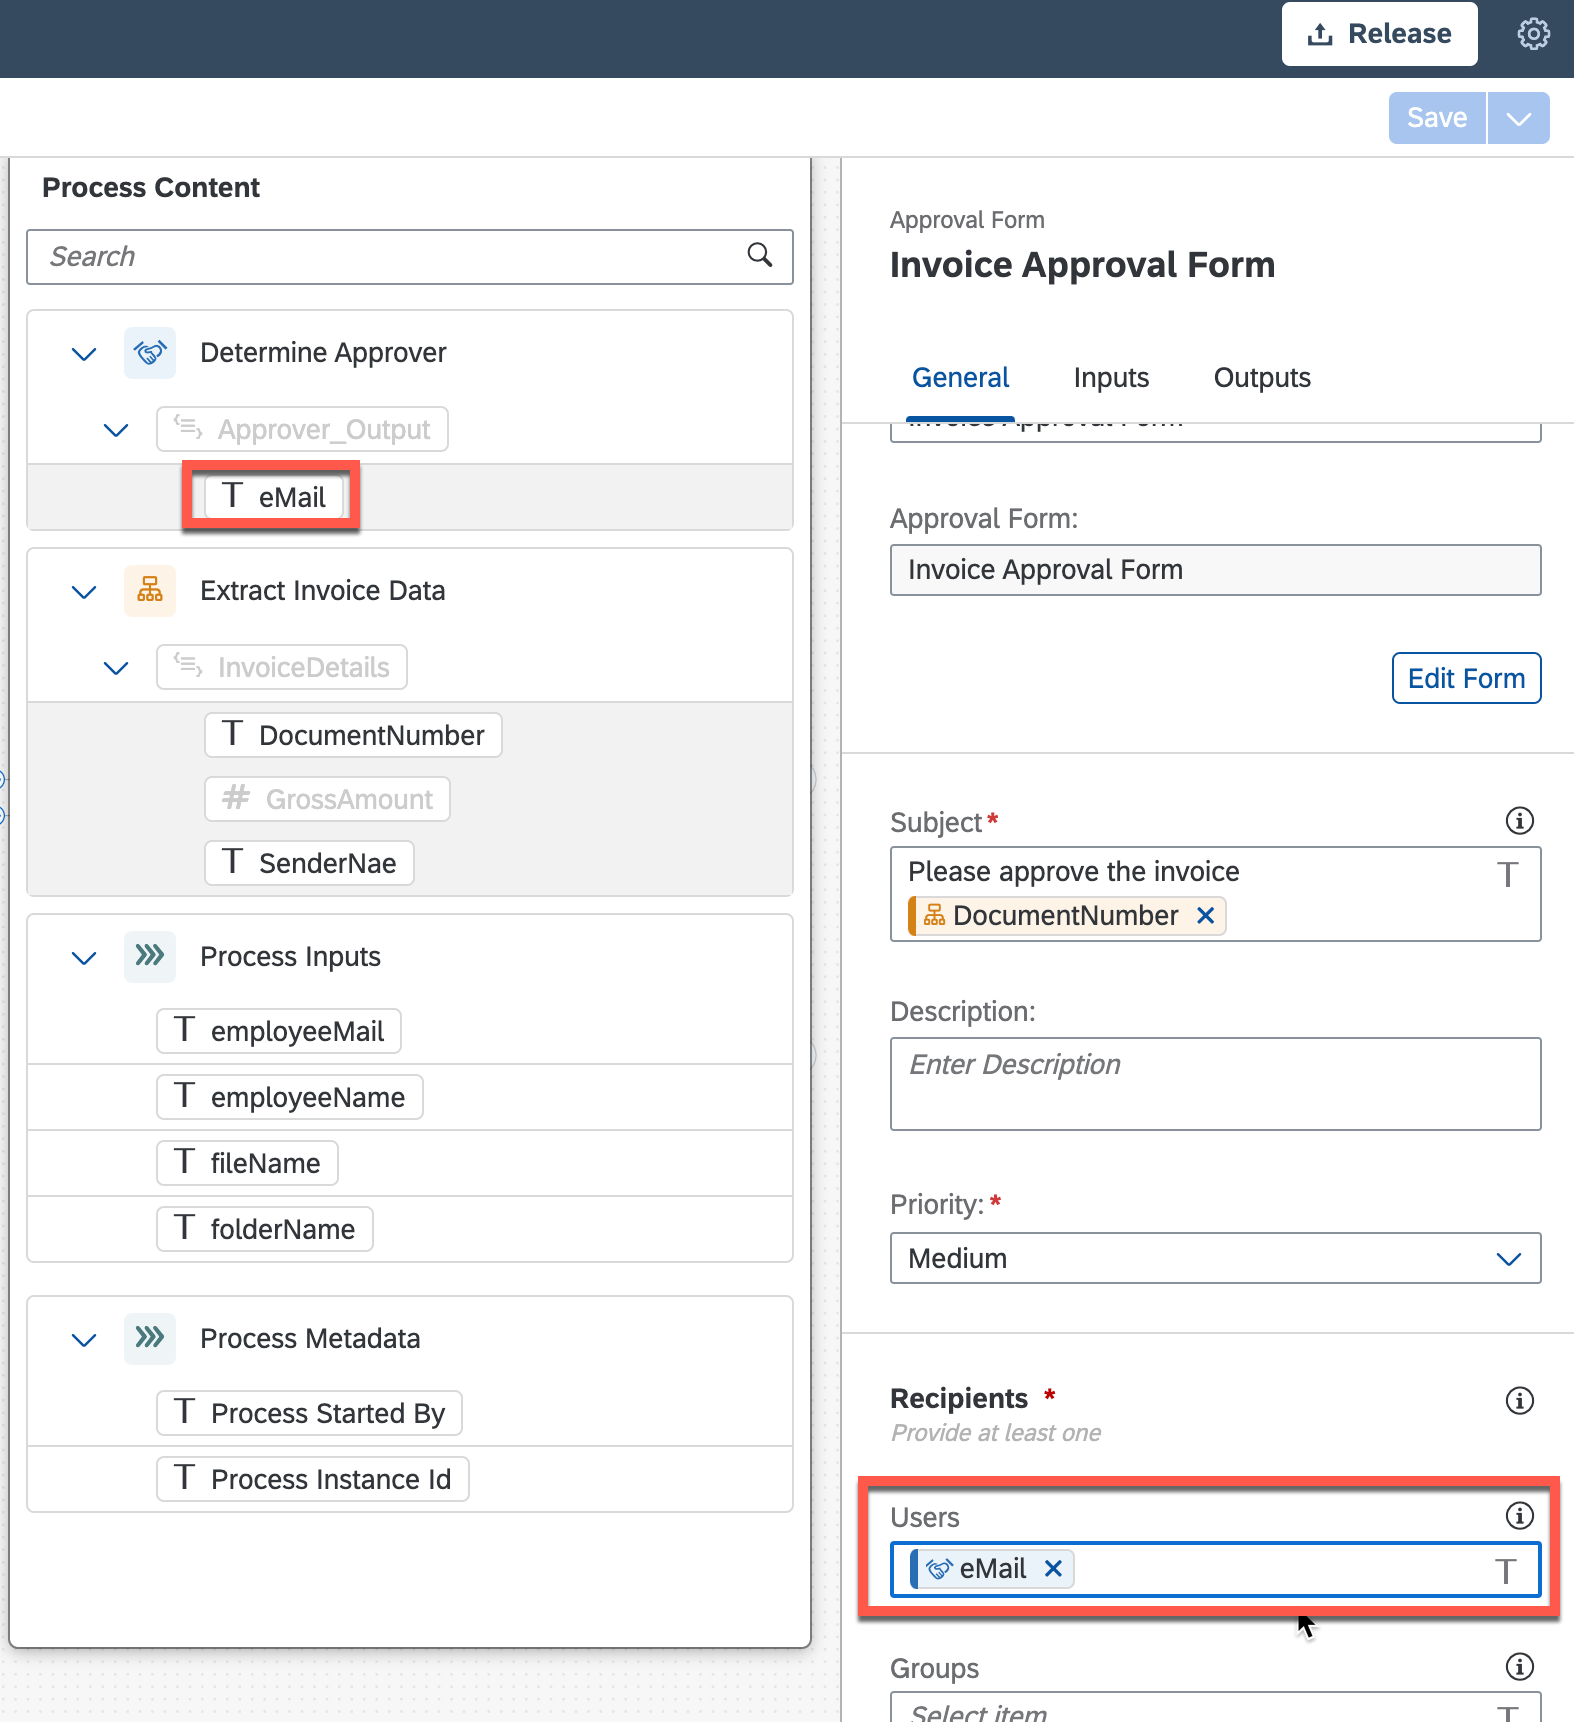 Release
Save
Process Content
Search
Determine Approver
Approver_Output
T eMail
Extract Invoice Data
InvoiceDetails
T DocumentNumber
# GrossAmount
T SenderNae
Process Inputs
T employeeMail
T employeeName
T fileName
T folderName
Process Metadata
T Process Started By
T Process Instance Id
Approval Form
Invoice Approval Form
General Inputs Outputs
Invoice Approval Form
Approval Form:
Invoice Approval Form
Edit Form
Subject*
Please approve the invoice T
DocumentNumber
Description:
Enter Description
Priority: *
Medium
Recipients *
Provide at least one
Users
eMail T
Groups
Select item T